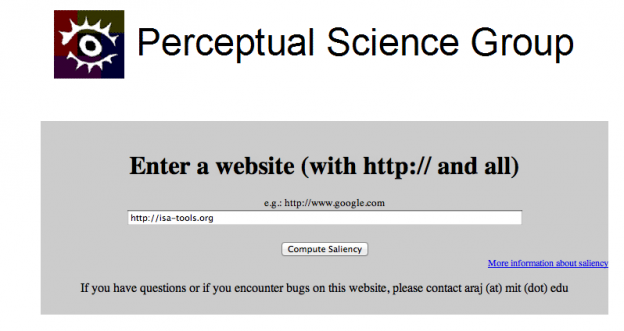 Perceptual Science Group
Enter a website (with http:// and all)
e.g.: http://www.google.com
http://isa-tools.org
Compute Saliency
More information about saliency
If you have questions or if you encounter bugs on this website, please contact araj (at) mit (dot) edu